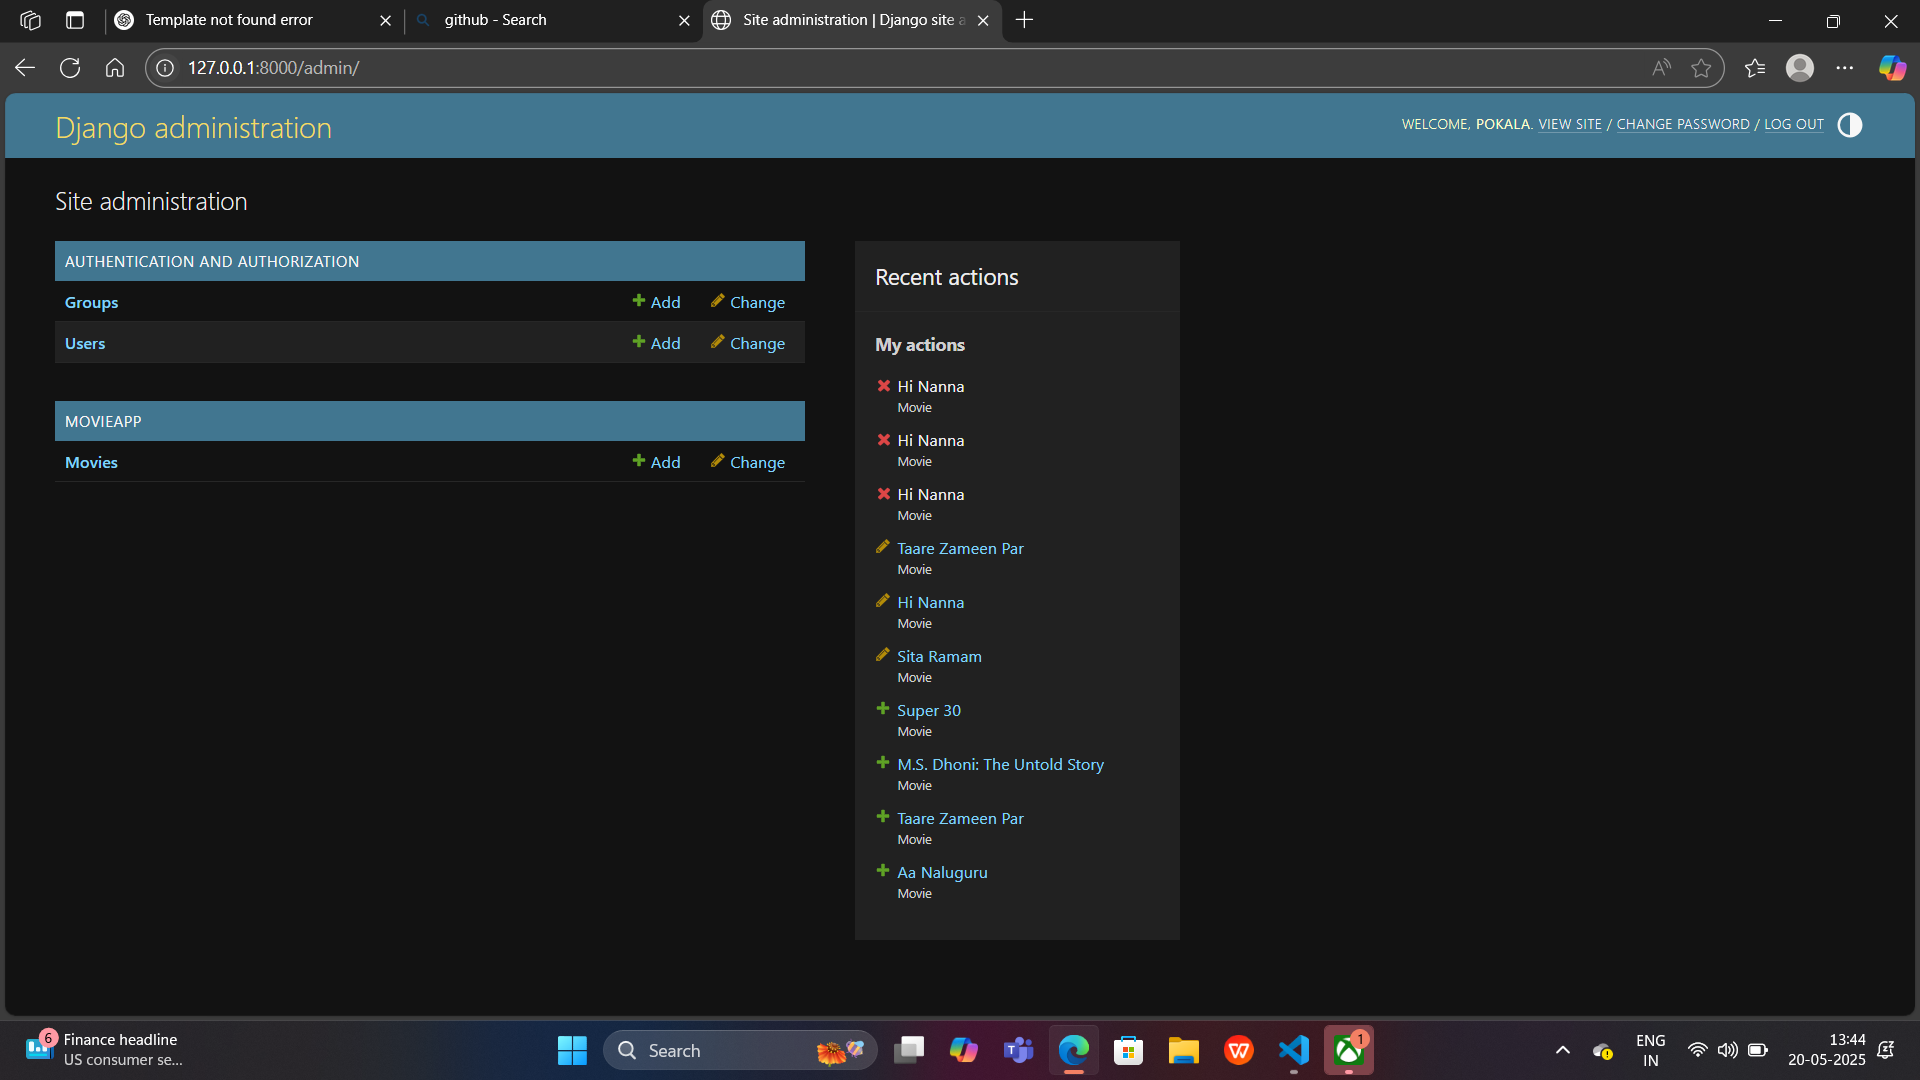 Template not found error
github - Search
Site administration | Django site a
127.0.0.1:8000/admin/
Django administration
WELCOME, POKALA. VIEW SITE / CHANGE PASSWORD / LOG OUT
Site administration
AUTHENTICATION AND AUTHORIZATION
Groups Add Change
Users Add Change
MOVIEAPP
Movies Add Change
Recent actions
My actions
Hi Nanna
Movie
Hi Nanna
Movie
Hi Nanna
Movie
Taare Zameen Par
Movie
Hi Nanna
Movie
Sita Ramam
Movie
Super 30
Movie
M.S. Dhoni: The Untold Story
Movie
Taare Zameen Par
Movie
Aa Naluguru
Movie
6
Finance headline
US consumer se...
Search
1
ENG
IN
13:44
20-05-2025